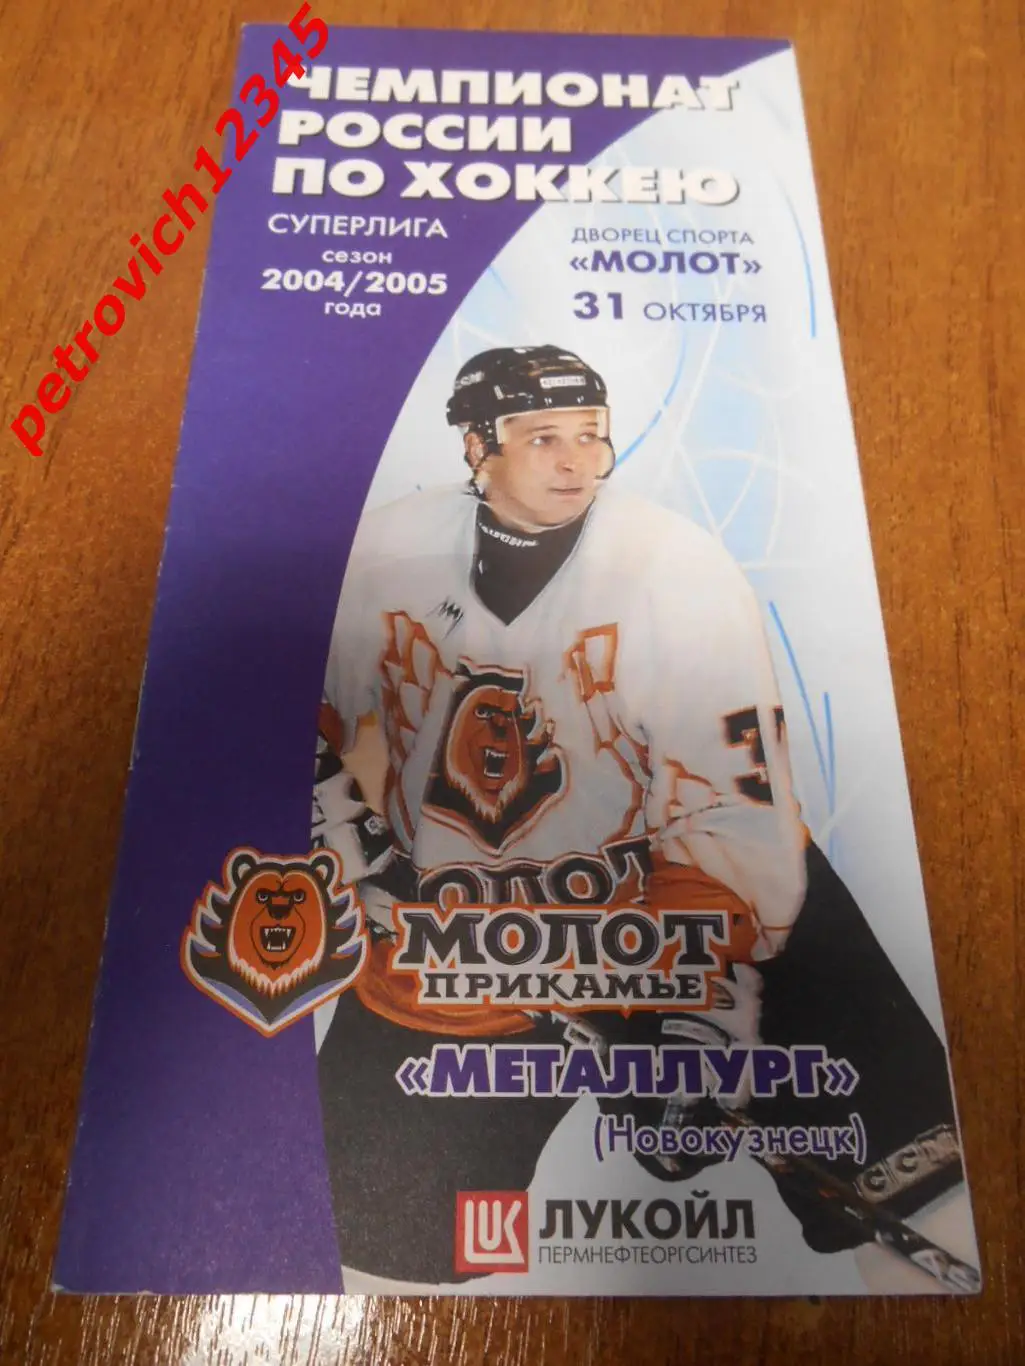 petrovich12345
ЧЕМПИОНАТ
РОССИИ
ПО ХОККЕЮ
СУПЕРЛИГА
сезон
2004/2005
года
ДВОРЕЦ СПОРТА
«МОЛОТ»
31 ОКТЯБРЯ
МОЛОТ
ПРИКАМЬЕ
«МЕТАЛЛУРГ»
(Новокузнецк)
CCM
ЛУКОЙЛ
ПЕРМНЕФТЕОРГСИНТЕЗ